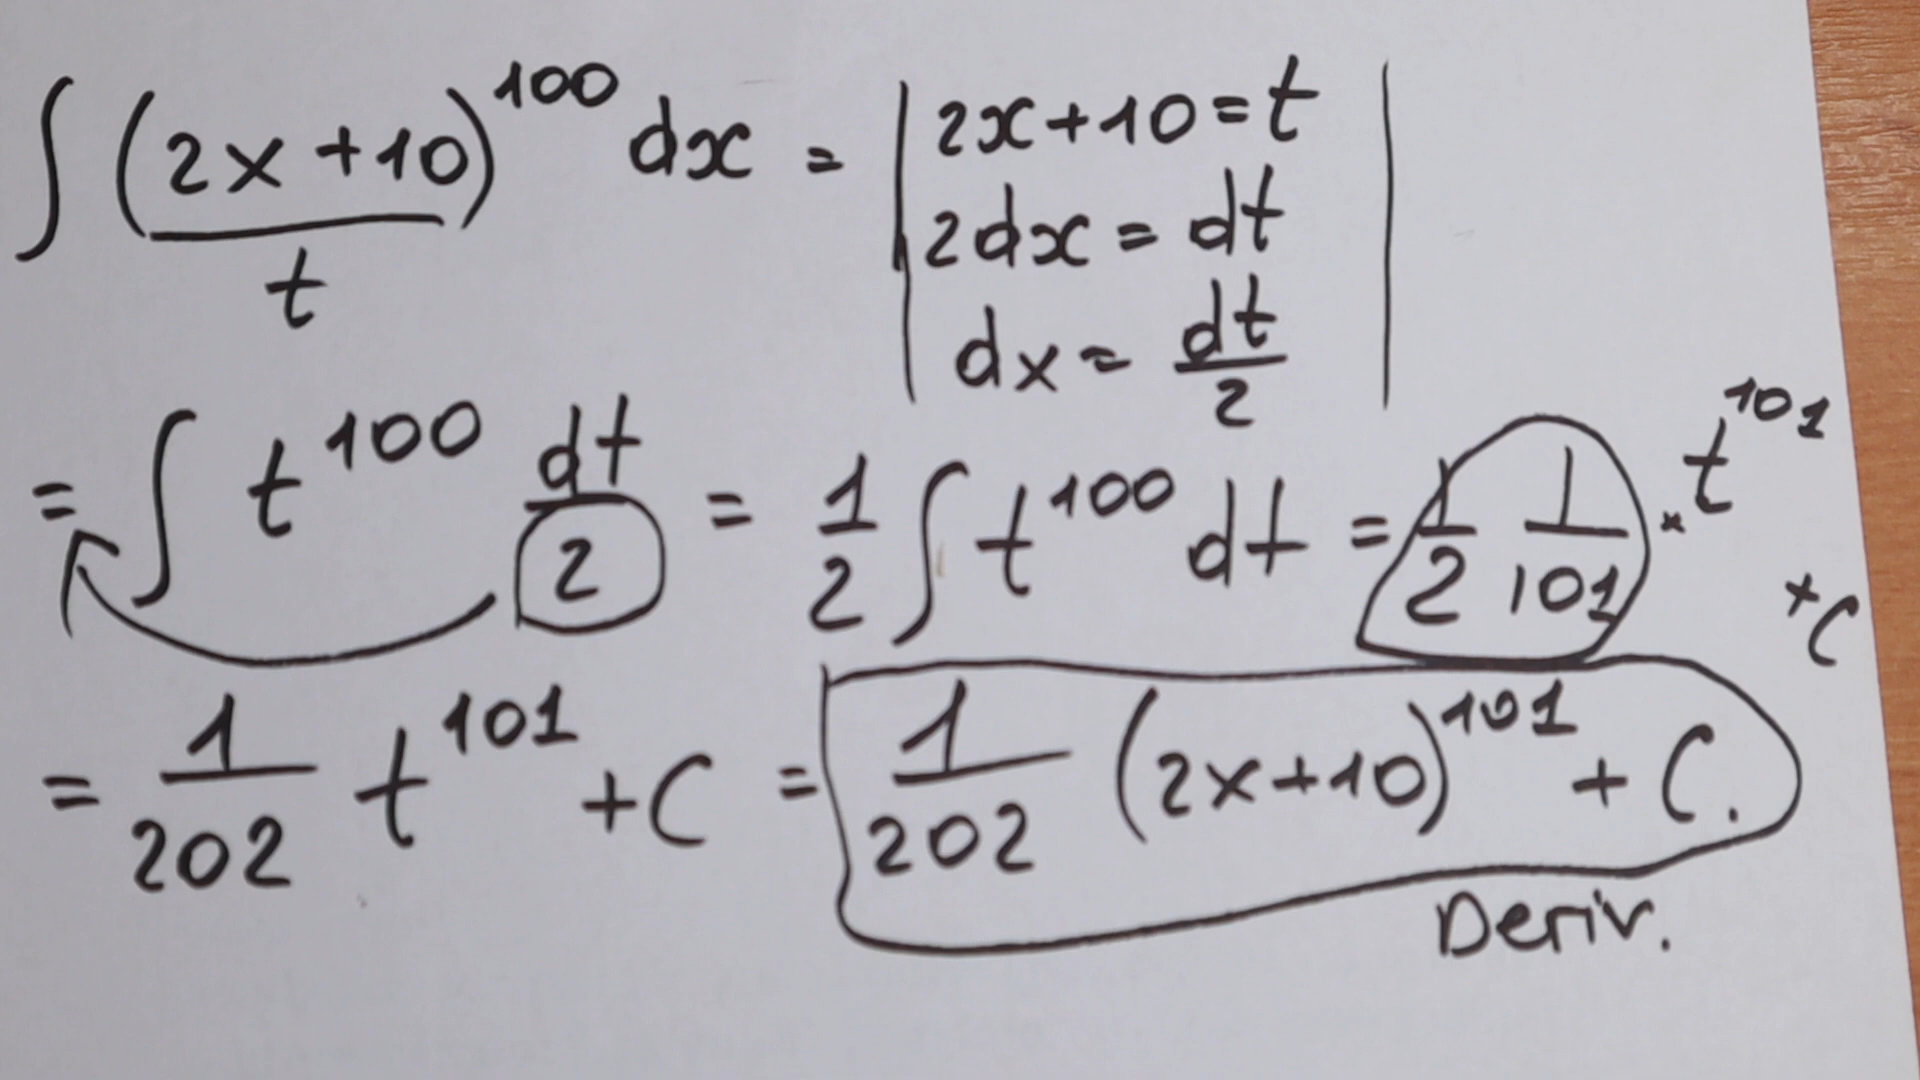 ∫ (2x + 10)^100 dx = | 2x + 10 = t |
t
2dx = dt
dx = dt/2
= ∫ t^100 dt/2 = 1/2 ∫ t^100 dt = 1/2 1/101 × t^101 + C
= 1/202 t^101 + C = 1/202 (2x + 10)^101 + C.
Deriv.